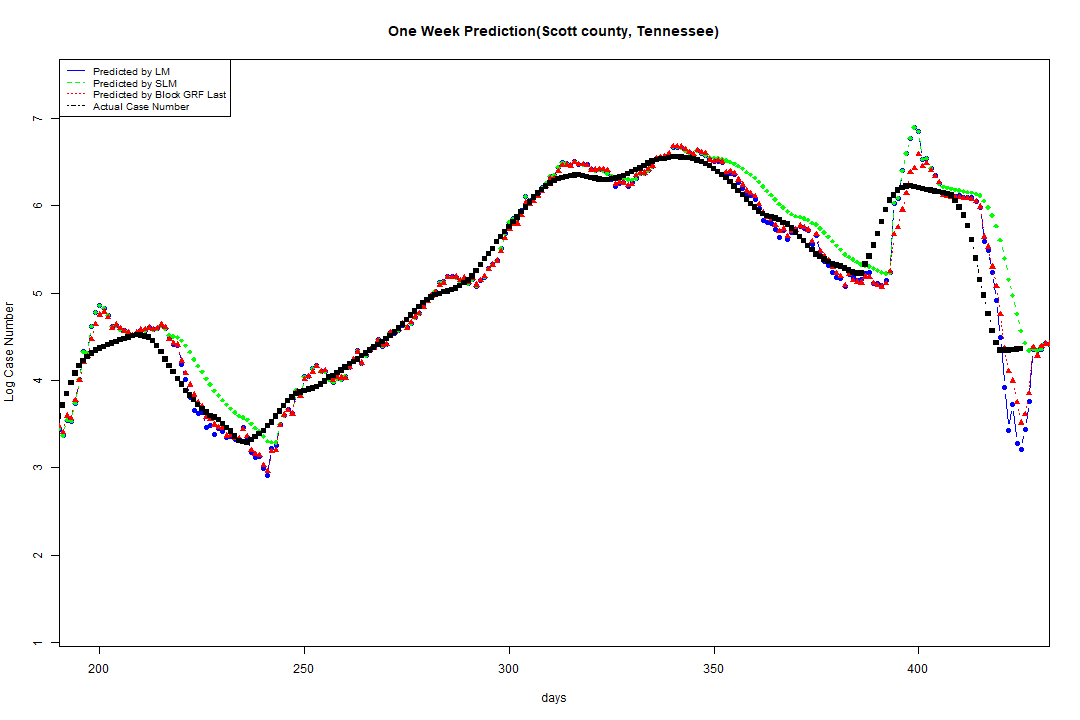 One Week Prediction(Scott county, Tennessee)
Predicted by LM
Predicted by SLM
Predicted by Block GRF Last
Actual Case Number
7
6
5
4
3
2
1
Log Case Number
200 250 300 350 400
days